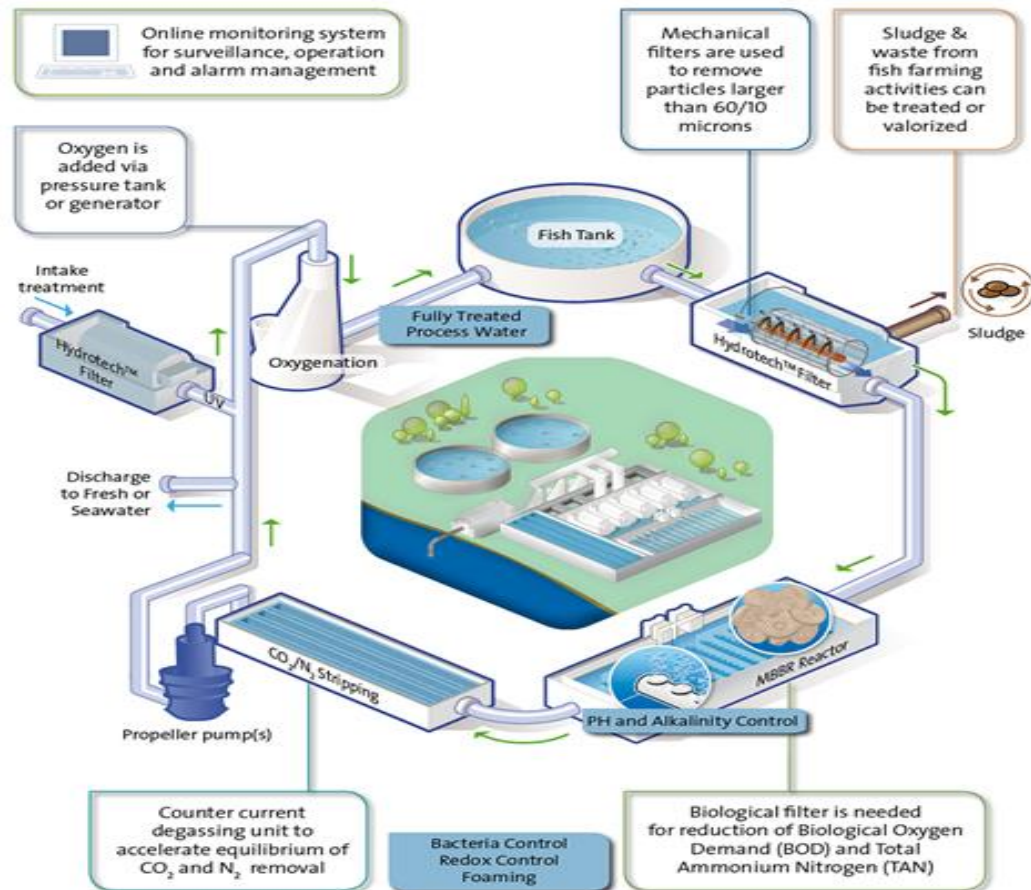 Online monitoring system
for surveillance, operation
and alarm management
Mechanical
filters are used
to remove
particles larger
than 60/10
microns
Sludge &
waste from
fish farming
activities can
be treated or
valorized
Oxygen is
added via
pressure tank
or generator
Fish Tank
Intake
treatment
Fully Treated
Process Water
Hydrotech™
Filter
Oxygenation
Hydrotech™ Filter
Sludge
UV
Discharge
to Fresh or
Seawater
CO₂/N₂ Stripping
MBBR Reactor
PH and Alkalinity Control
Propeller pump(s)
Counter current
degassing unit to
accelerate equilibrium of
CO₂ and N₂ removal
Bacteria Control
Redox Control
Foaming
Biological filter is needed
for reduction of Biological Oxygen
Demand (BOD) and Total
Ammonium Nitrogen (TAN)